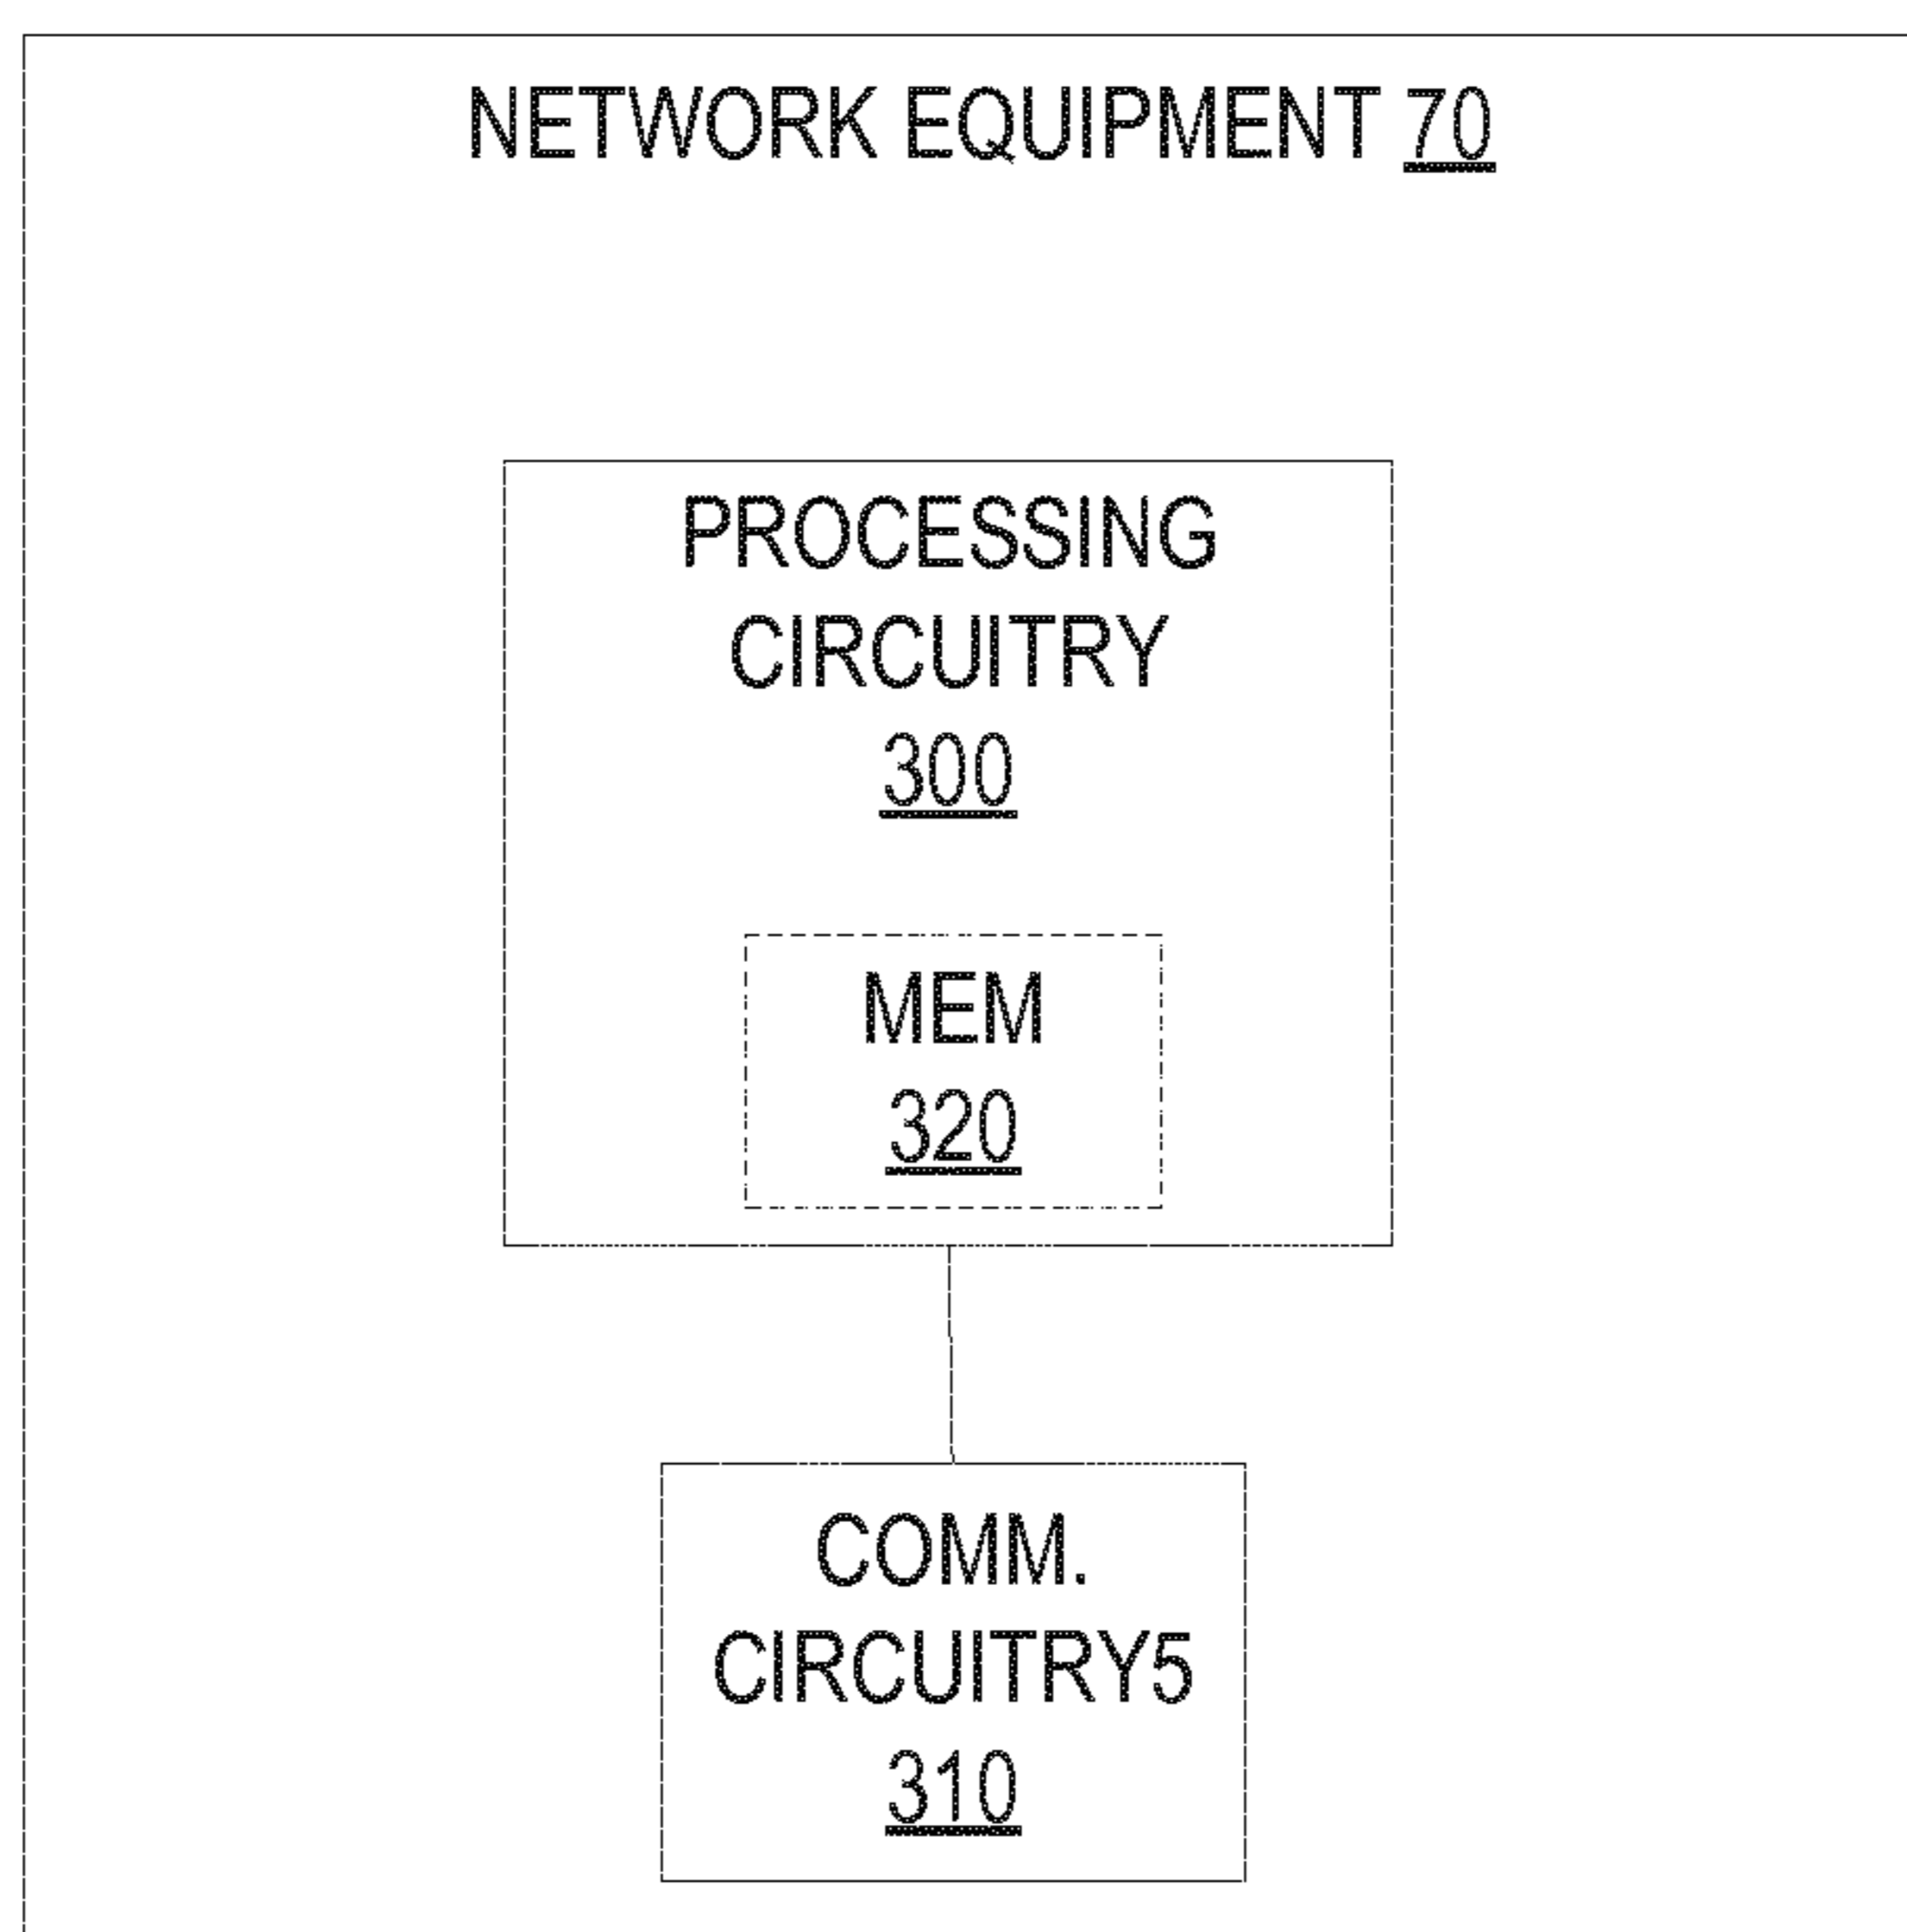 NETWORK EQUIPMENT 70
PROCESSING
CIRCUITRY
300
MEM
320
COMM.
CIRCUITRY5
310